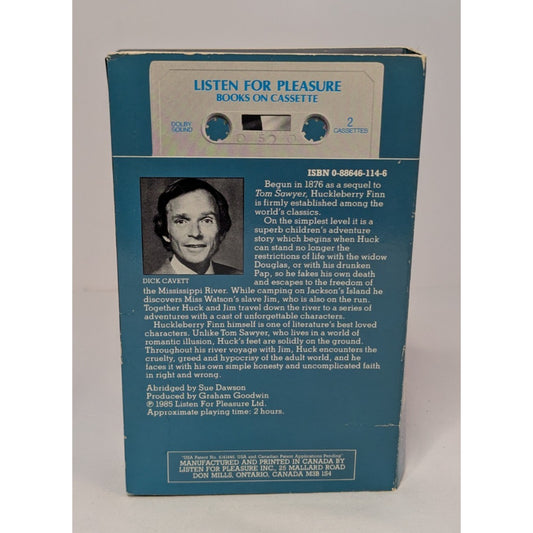 LISTEN FOR PLEASURE
BOOKS ON CASSETTE
DOLBY
SOUND
2
CASSETTES
ISBN 0-88646-114-6
Begun in 1876 as a sequel to
Tom Sawyer, Huckleberry Finn
is firmly established among the
world's classics.
On the simplest level it is a
superb children's adventure
story which begins when Huck
can stand no longer the
restrictions of life with the widow
Douglas, or with his drunken
Pap, so he fakes his own death
and escapes to the freedom of
DICK CAVETT
the Mississippi River. While camping on Jackson's Island he
discovers Miss Watson's slave Jim, who is also on the run.
Together Huck and Jim travel down the river to a series of
adventures with a cast of unforgettable characters.
Huckleberry Finn himself is one of literature's best loved
characters. Unlike Tom Sawyer, who lives in a world of
romantic illusion, Huck's feet are solidly on the ground.
Throughout his river voyage with Jim, Huck encounters the
cruelty, greed and hypocrisy of the adult world, and he
faces it with his own simple honesty and uncomplicated faith
in right and wrong.
Abridged by Sue Dawson
Produced by Graham Goodwin
℗ 1985 Listen For Pleasure Ltd.
Approximate playing time: 2 hours.
USA and Canadian Patent Applications Pending"
MANUFACTURED AND PRINTED IN CANADA BY
LISTEN FOR PLEASURE INC., 25 MALLARD ROAD
DON MILLS, ONTARIO, CANADA M3B 1S4